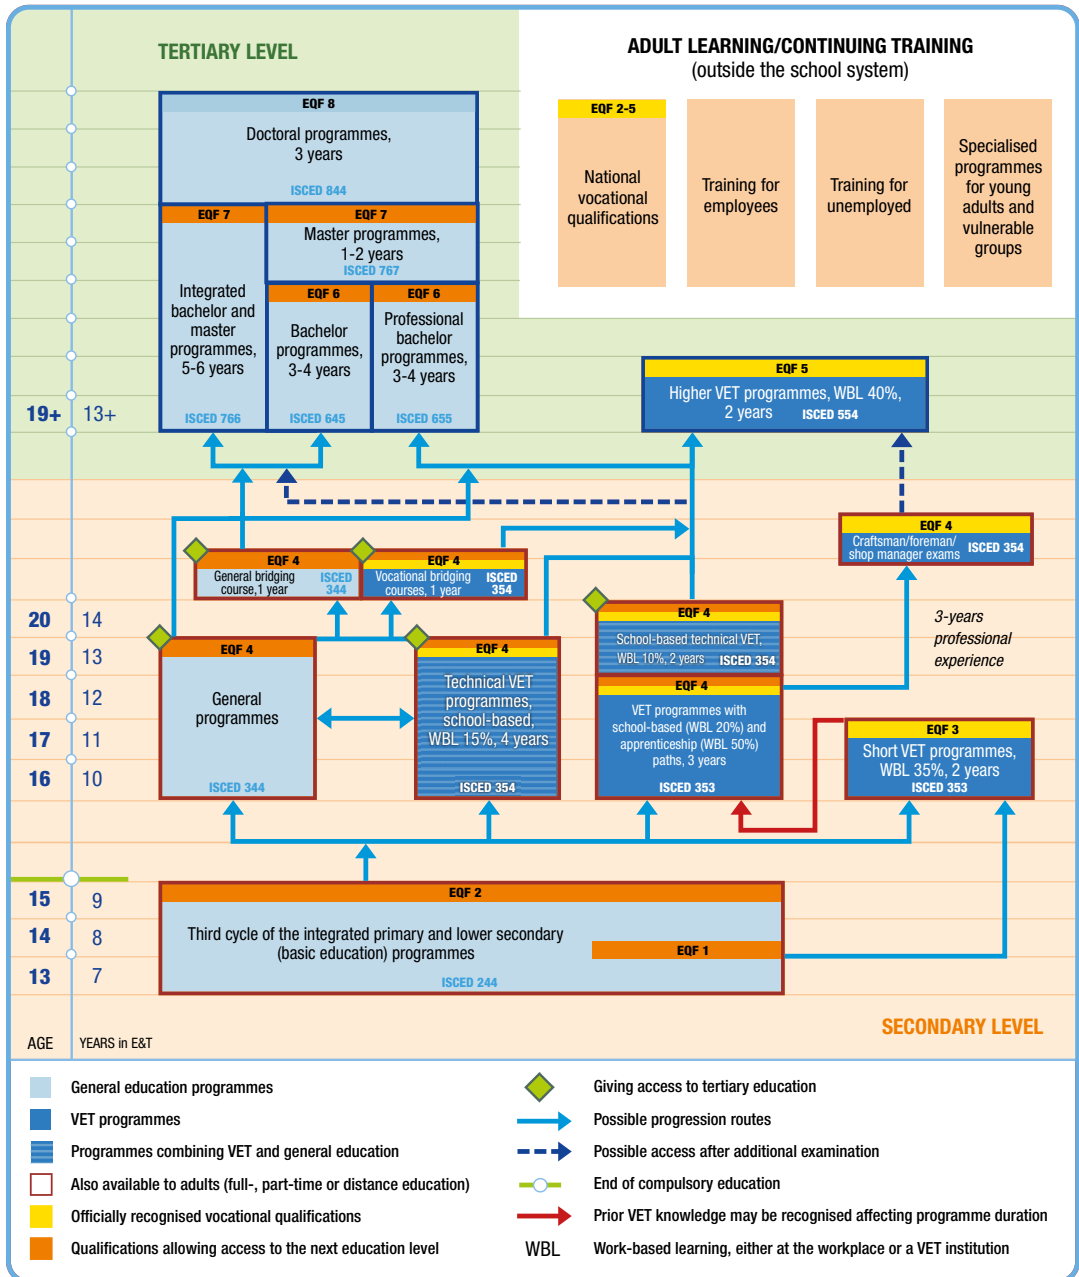 TERTIARY LEVEL
ADULT LEARNING/CONTINUING TRAINING
(outside the school system)
EQF 2-5
National
vocational
qualifications
Training for
employees
Training for
unemployed
Specialised
programmes
for young
adults and
vulnerable
groups
EQF 8
Doctoral programmes,
3 years
ISCED 844
EQF 7
Integrated
bachelor and
master
programmes,
5-6 years
ISCED 766
EQF 7
Master programmes,
1-2 years
ISCED 767
EQF 6
Bachelor
programmes,
3-4 years
ISCED 645
EQF 6
Professional
bachelor
programmes,
3-4 years
ISCED 655
EQF 5
Higher VET programmes, WBL 40%,
2 years ISCED 554
19+ 13+
EQF 4
Craftsman/foreman/
shop manager exams ISCED 354
EQF 4
General bridging
course,1 year
ISCED
344
EQF 4
Vocational bridging
courses, 1 year
ISCED
354
20 14
19 13
18 12
17 11
16 10
EQF 4
General
programmes
ISCED 344
EQF 4
Technical VET
programmes,
school-based,
WBL 15%, 4 years
ISCED 354
EQF 4
School-based technical VET,
WBL 10%, 2 years ISCED 354
EQF 4
VET programmes with
school-based (WBL 20%) and
apprenticeship (WBL 50%)
paths, 3 years
ISCED 353
3-years
professional
experience
EQF 3
Short VET programmes,
WBL 35%, 2 years
ISCED 353
15 9
14 8
13 7
EQF 2
Third cycle of the integrated primary and lower secondary
(basic education) programmes
EQF 1
ISCED 244
SECONDARY LEVEL
AGE YEARS in E&T
General education programmes
VET programmes
Programmes combining VET and general education
Also available to adults (full-, part-time or distance education)
Officially recognised vocational qualifications
Qualifications allowing access to the next education level
Giving access to tertiary education
Possible progression routes
Possible access after additional examination
End of compulsory education
Prior VET knowledge may be recognised affecting programme duration
WBL Work-based learning, either at the workplace or a VET institution